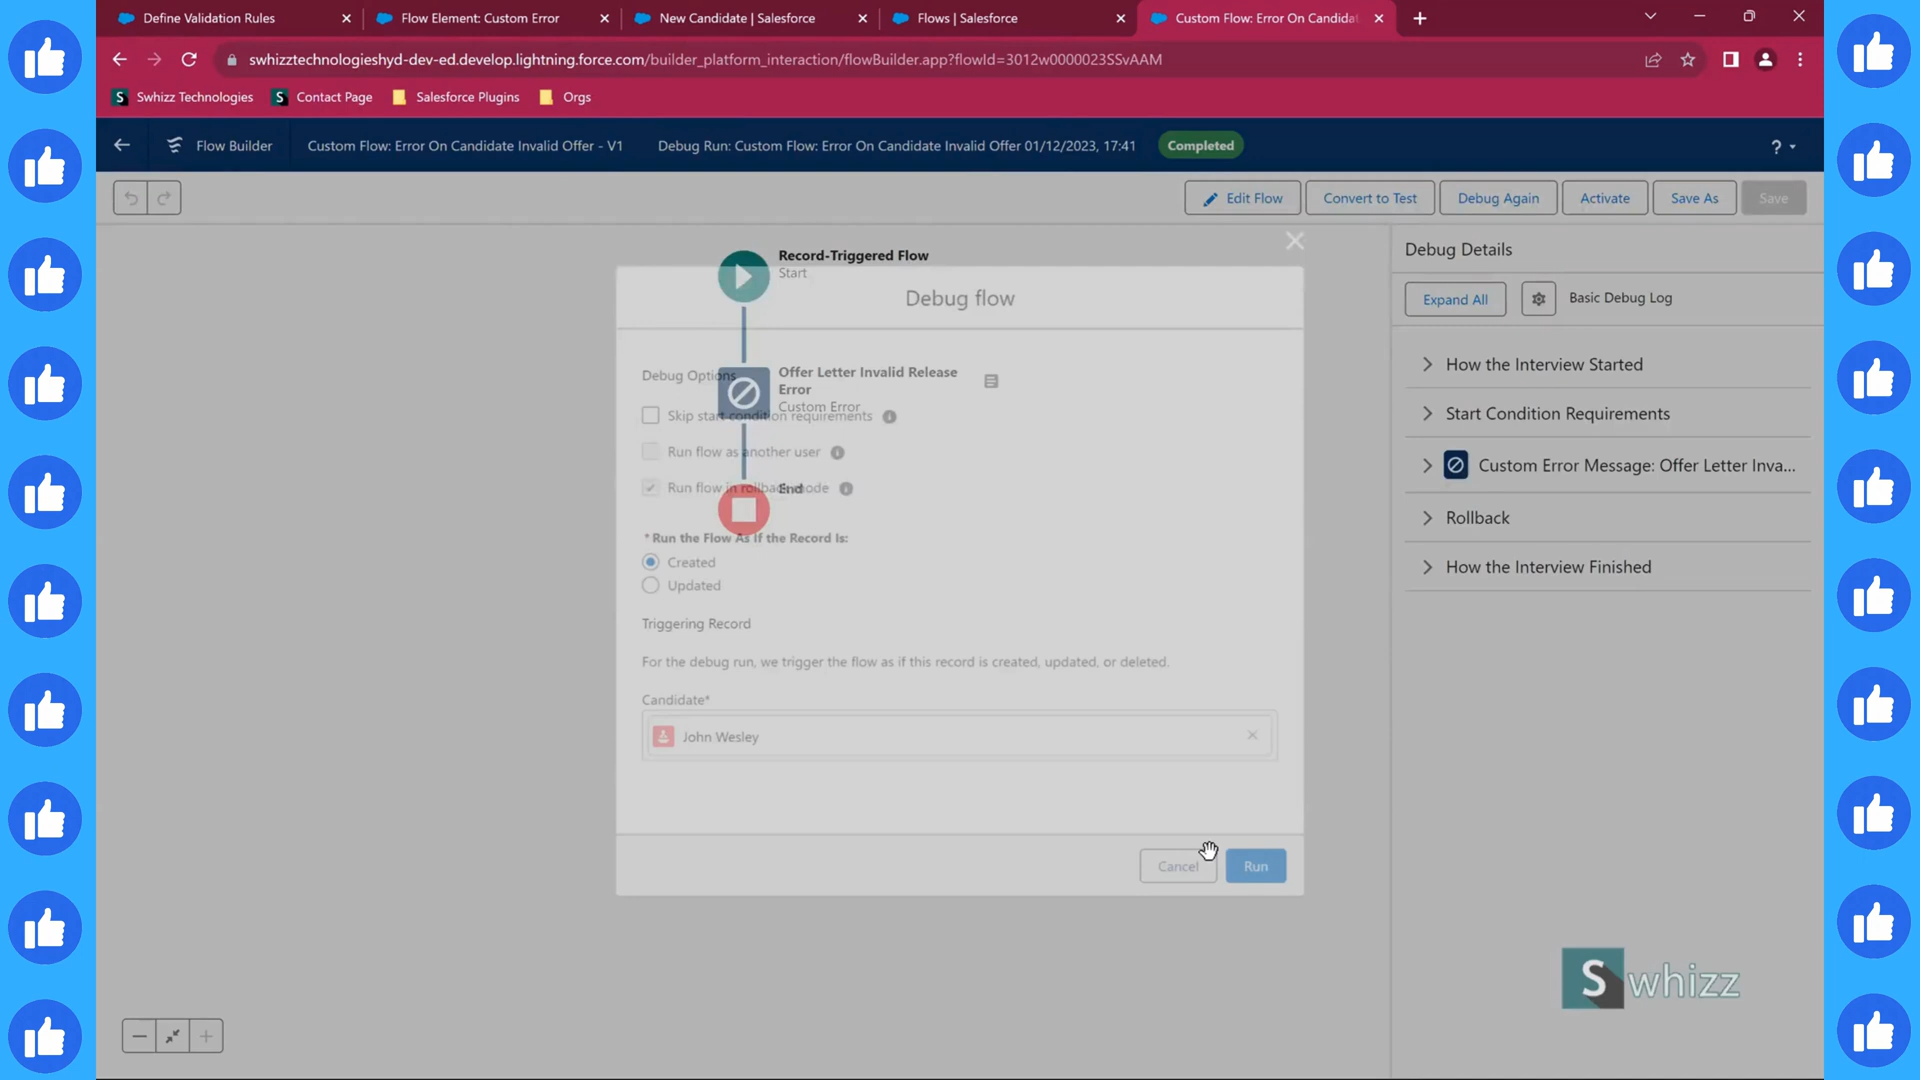 Define Validation Rules
Flow Element: Custom Error
New Candidate | Salesforce
Flows | Salesforce
Custom Flow: Error On Candida
swhizztechnologieshyd-dev-ed.develop.lightning.force.com/builder_platform_interaction/flowBuilder.app?flowId=3012w0000023SSvAAM
S Swhizz Technologies
S Contact Page
Salesforce Plugins
Orgs
Flow Builder
Custom Flow: Error On Candidate Invalid Offer - V1
Debug Run: Custom Flow: Error On Candidate Invalid Offer 01/12/2023, 17:41
Completed
?
Edit Flow
Convert to Test
Debug Again
Activate
Save As
Save
Record-Triggered Flow
Start
Debug flow
Offer Letter Invalid Release
Error
Custom Error
End
Debug Options
Skip start condition requirements
Run flow as another user
Run flow in rollback mode
* Run the Flow As If the Record Is:
Created
Updated
Triggering Record
For the debug run, we trigger the flow as if this record is created, updated, or deleted.
Candidate*
John Wesley
Cancel
Run
Debug Details
Expand All
Basic Debug Log
How the Interview Started
Start Condition Requirements
Custom Error Message: Offer Letter Inva...
Rollback
How the Interview Finished
S whizz